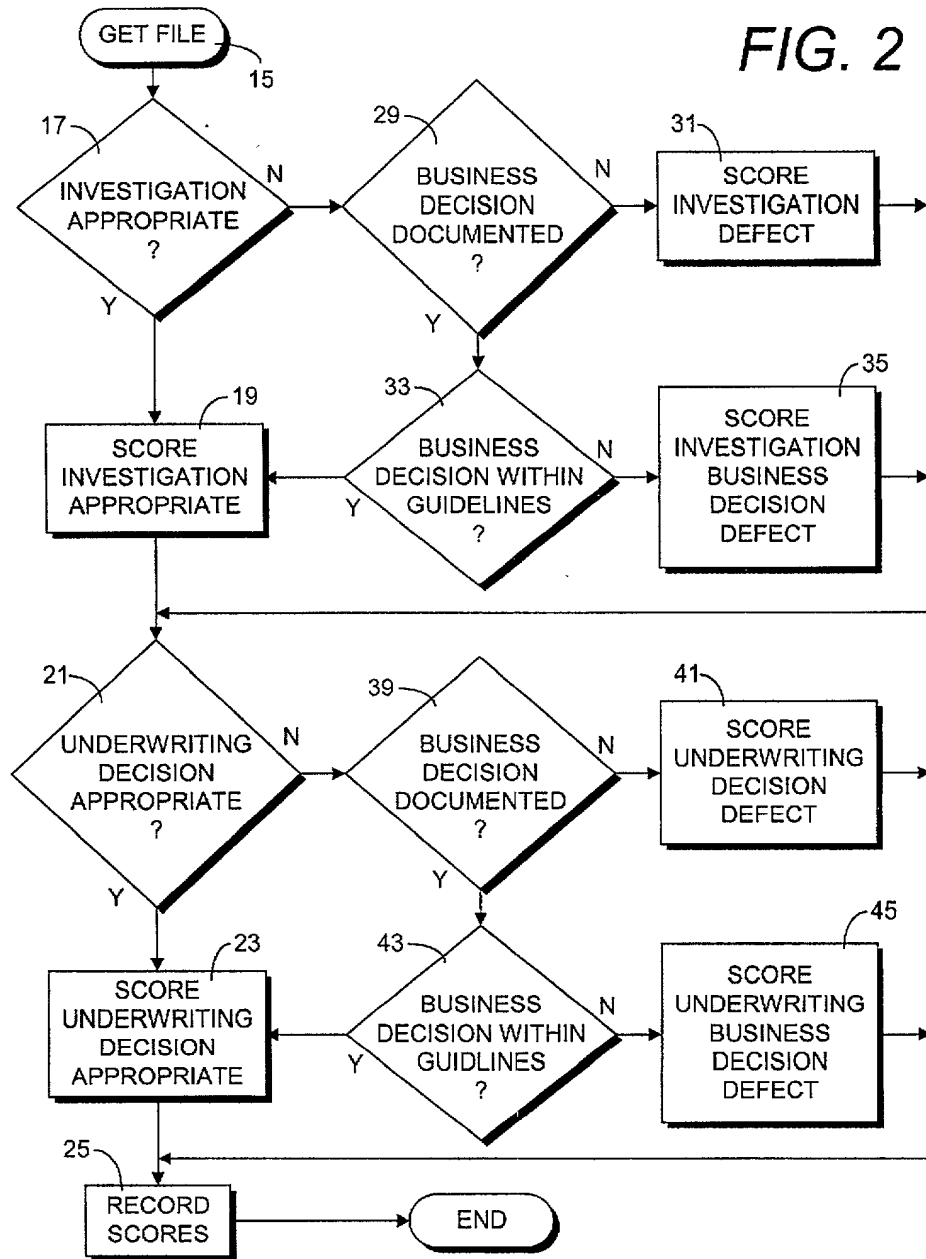 FIG. 2
GET FILE
15
17
INVESTIGATION
APPROPRIATE
?
N
Y
29
BUSINESS
DECISION
DOCUMENTED
?
N
Y
31
SCORE
INVESTIGATION
DEFECT
19
SCORE
INVESTIGATION
APPROPRIATE
33
BUSINESS
DECISION WITHIN
GUIDELINES
?
N
Y
35
SCORE
INVESTIGATION
BUSINESS
DECISION
DEFECT
21
UNDERWRITING
DECISION
APPROPRIATE
?
N
Y
39
BUSINESS
DECISION
DOCUMENTED
?
N
Y
41
SCORE
UNDERWRITING
DECISION
DEFECT
23
SCORE
UNDERWRITING
DECISION
APPROPRIATE
43
BUSINESS
DECISION WITHIN
GUIDLINES
?
N
Y
45
SCORE
UNDERWRITING
BUSINESS
DECISION
DEFECT
25
RECORD
SCORES
END